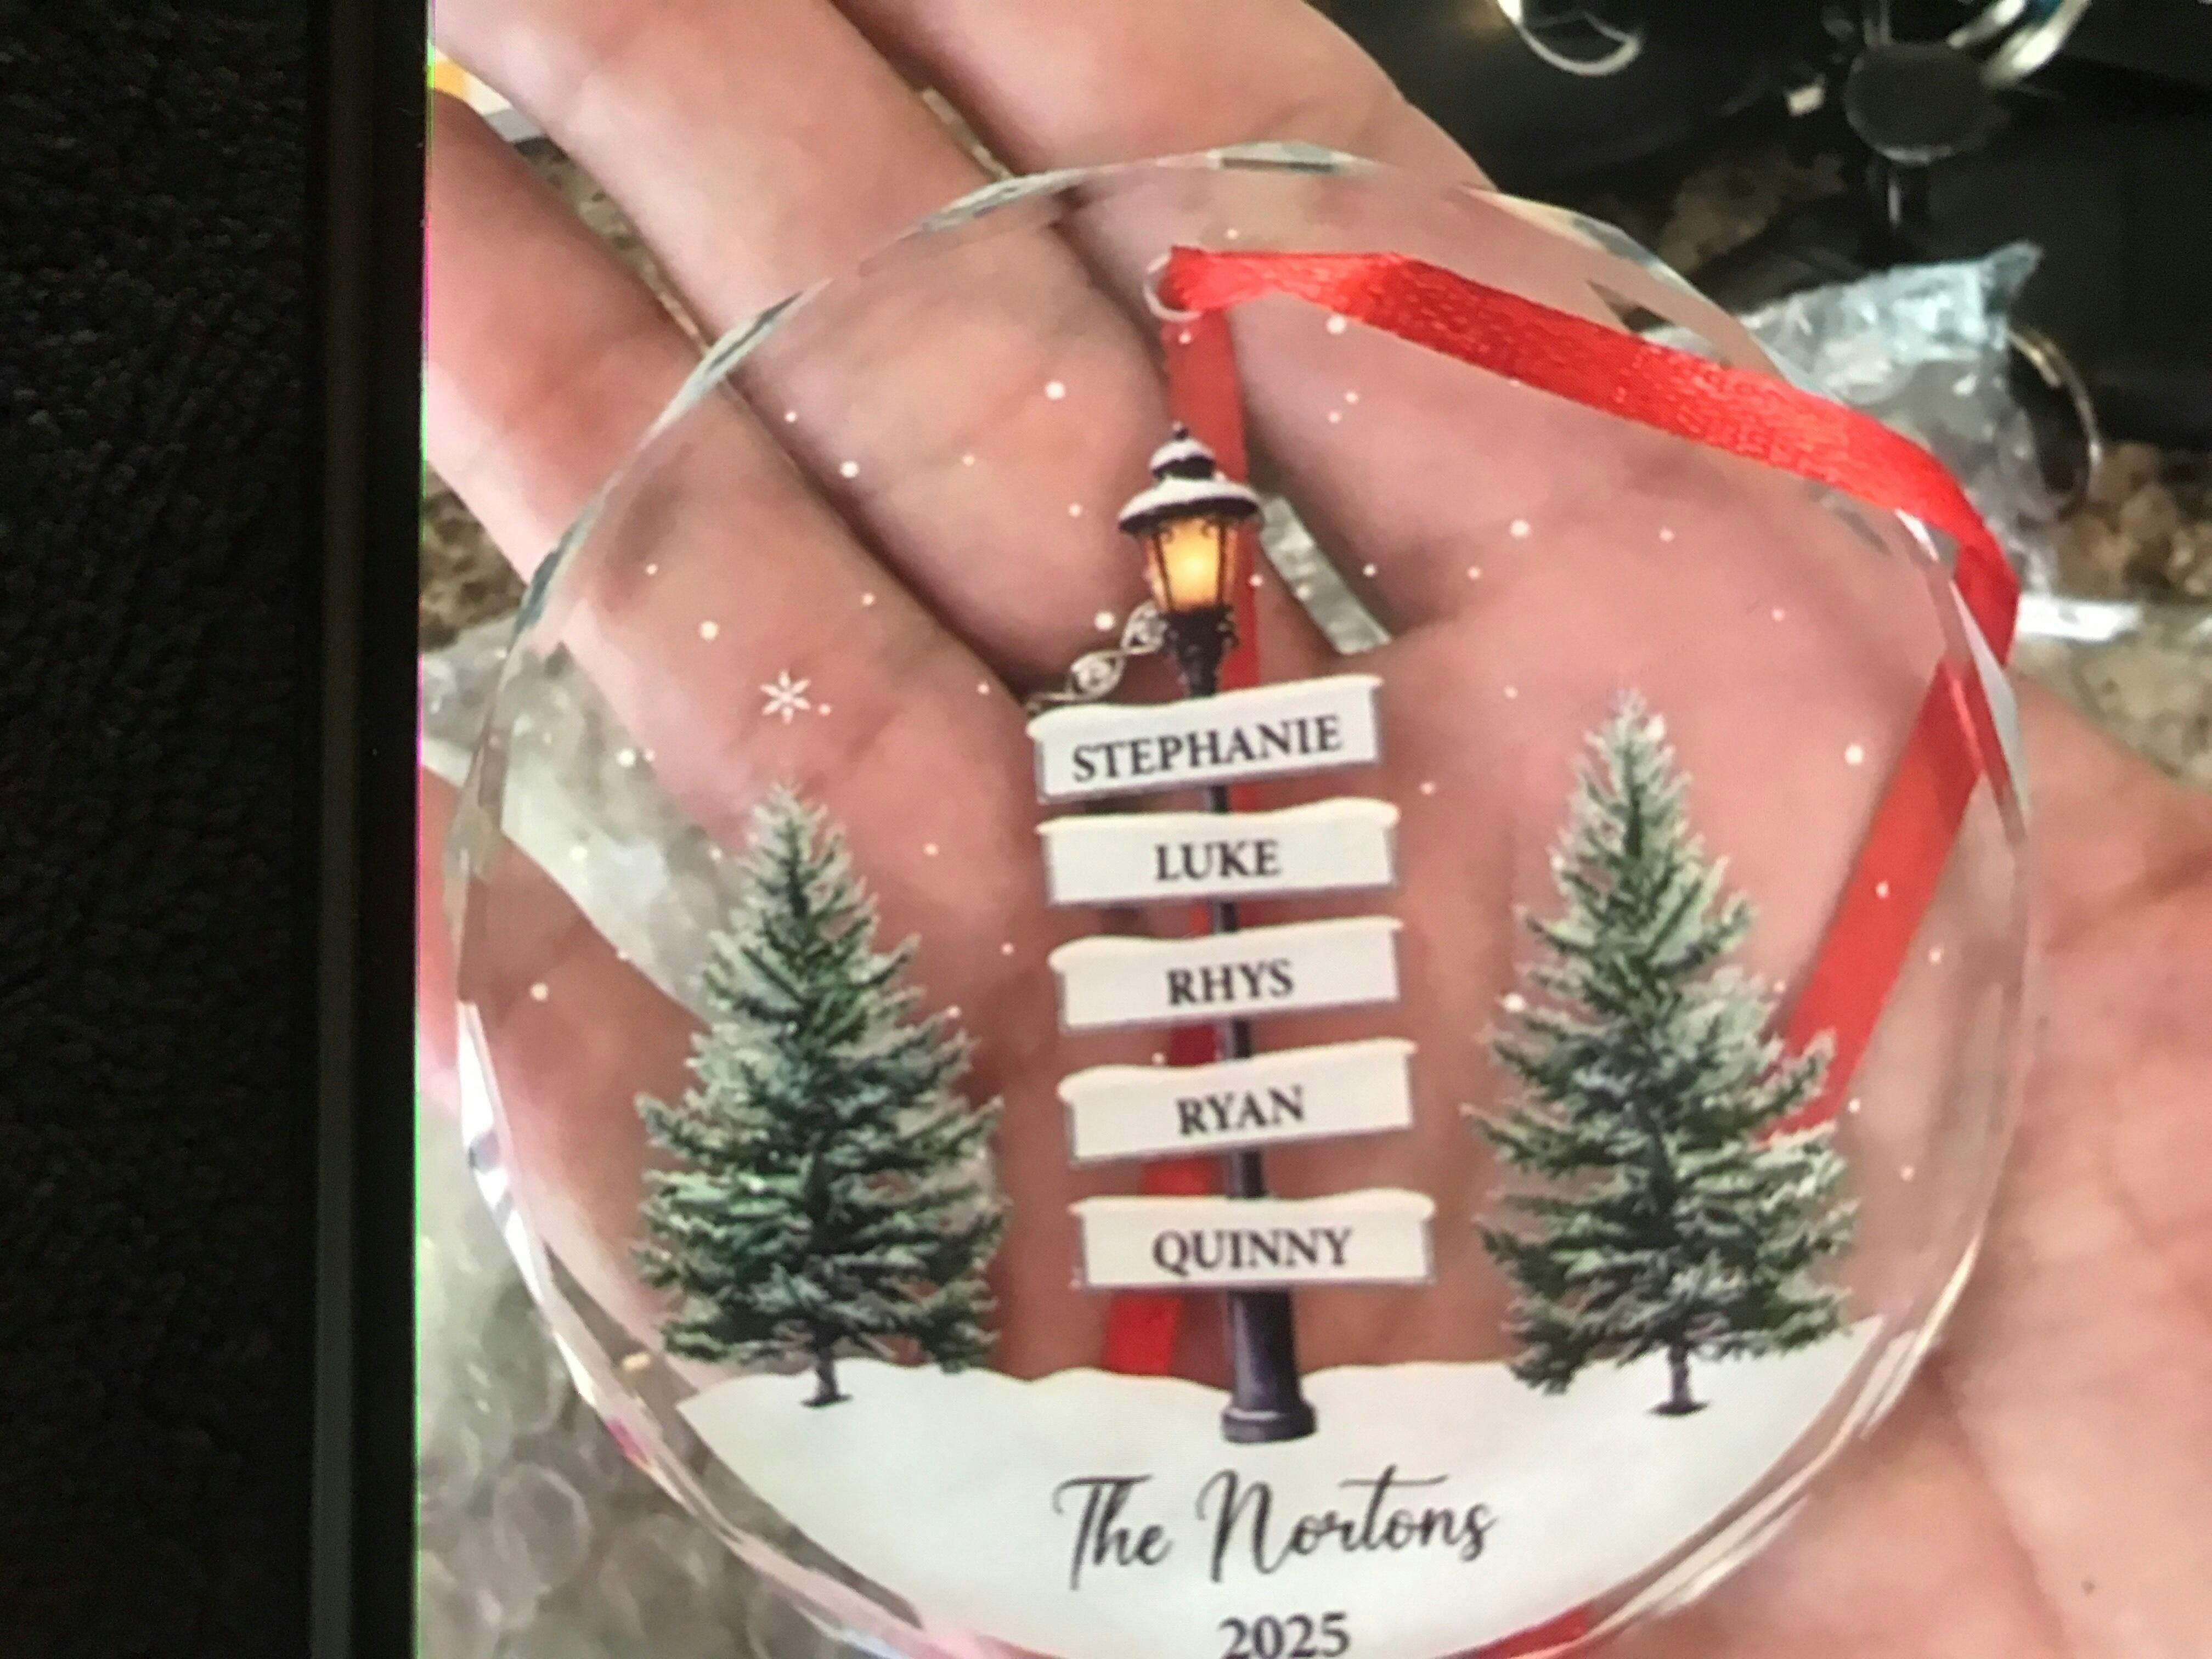 STEPHANIE
LUKE
RHYS
RYAN
QUINNY
The Nortons
2025